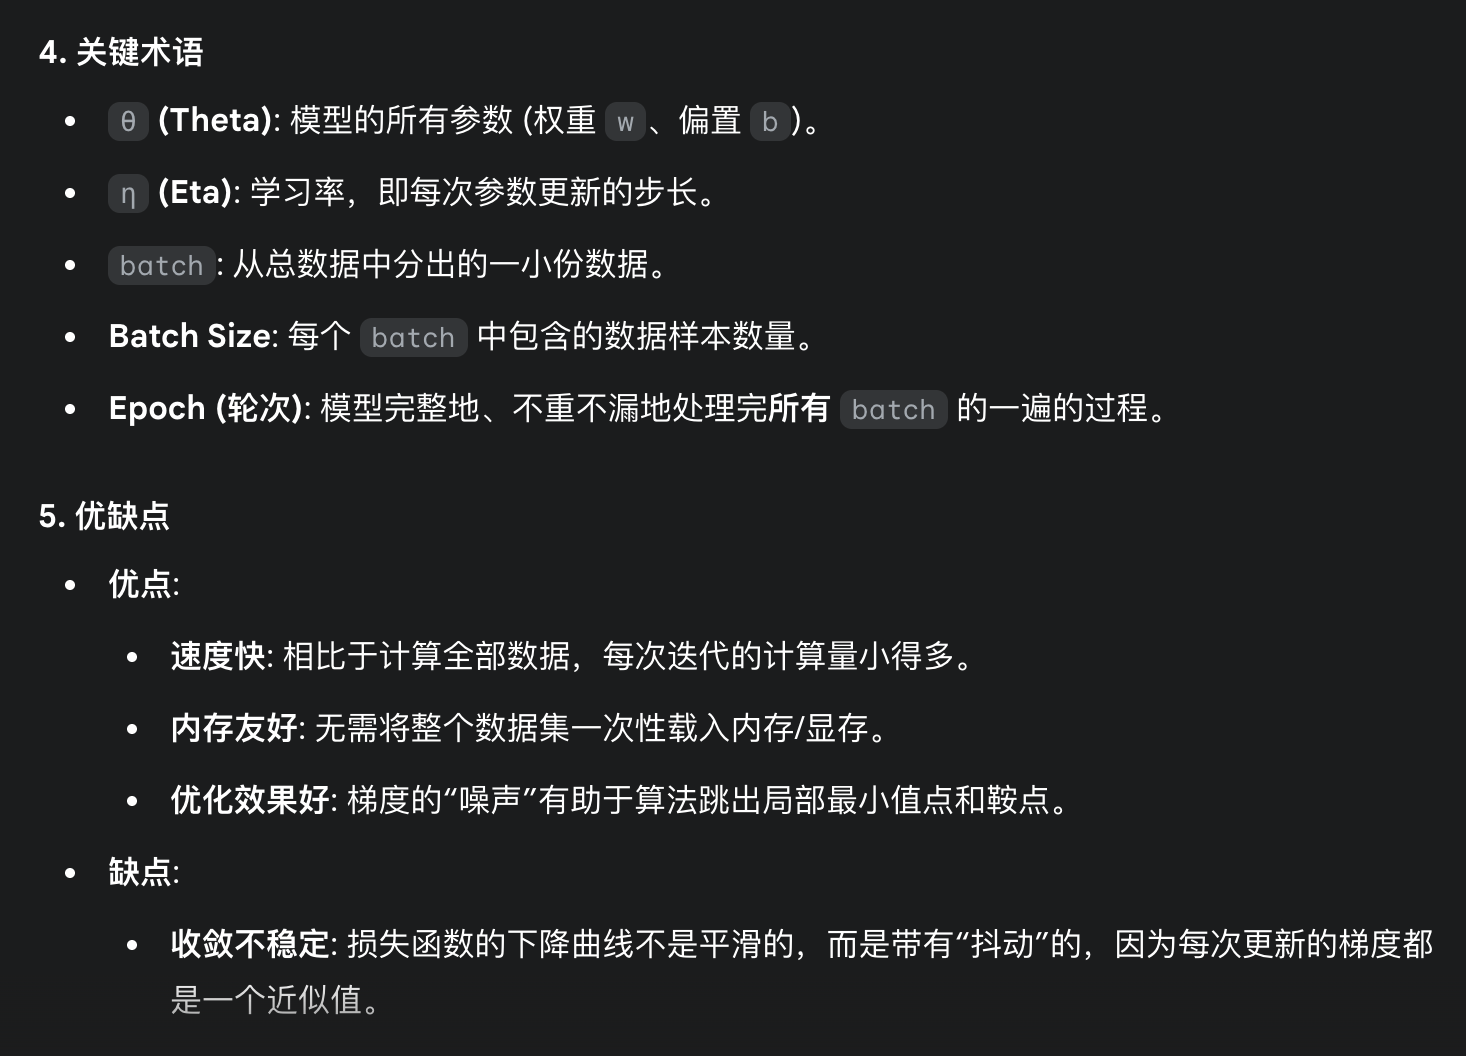 4. 关键术语
• θ (Theta): 模型的所有参数 (权重 w、偏置 b)。
• η (Eta): 学习率，即每次参数更新的步长。
• batch: 从总数据中分出的一小份数据。
• Batch Size: 每个 batch 中包含的数据样本数量。
• Epoch (轮次): 模型完整地、不重不漏地处理完所有 batch 的一遍的过程。
5. 优缺点
• 优点:
• 速度快: 相比于计算全部数据，每次迭代的计算量小得多。
• 内存友好: 无需将整个数据集一次性载入内存/显存。
• 优化效果好: 梯度的“噪声”有助于算法跳出局部最小值点和鞍点。
• 缺点:
• 收敛不稳定: 损失函数的下降曲线不是平滑的，而是带有“抖动”的，因为每次更新的梯度都
是一个近似值。